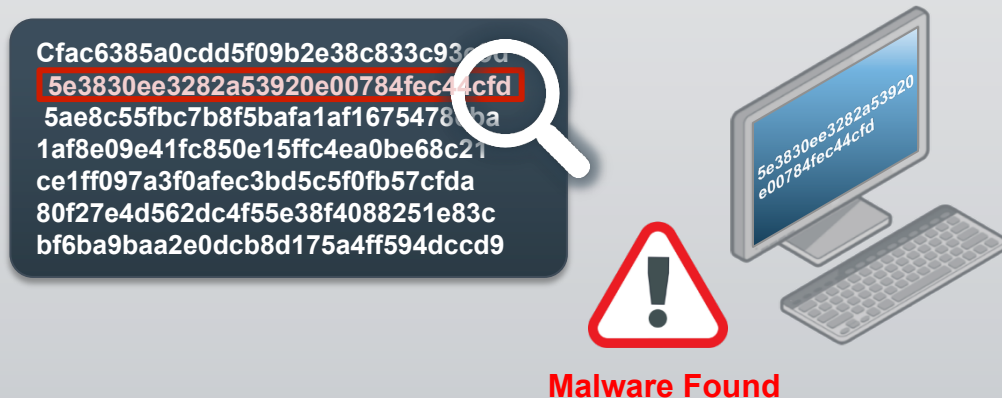 Cfac6385a0cdd5f09b2e38c833c93
5e3830ee3282a53920e00784fec44cfd
5ae8c55fbc7b8f5bafa1af1675478
1af8e09e41fc850e15ffc4ea0be68c21
ce1ff097a3f0afec3bd5c5f0fb57cfda
80f27e4d562dc4f55e38f4088251e83c
bf6ba9baa2e0dcb8d175a4ff594dccd9
5e3830ee3282a53920
e00784fec44cfd
Malware Found